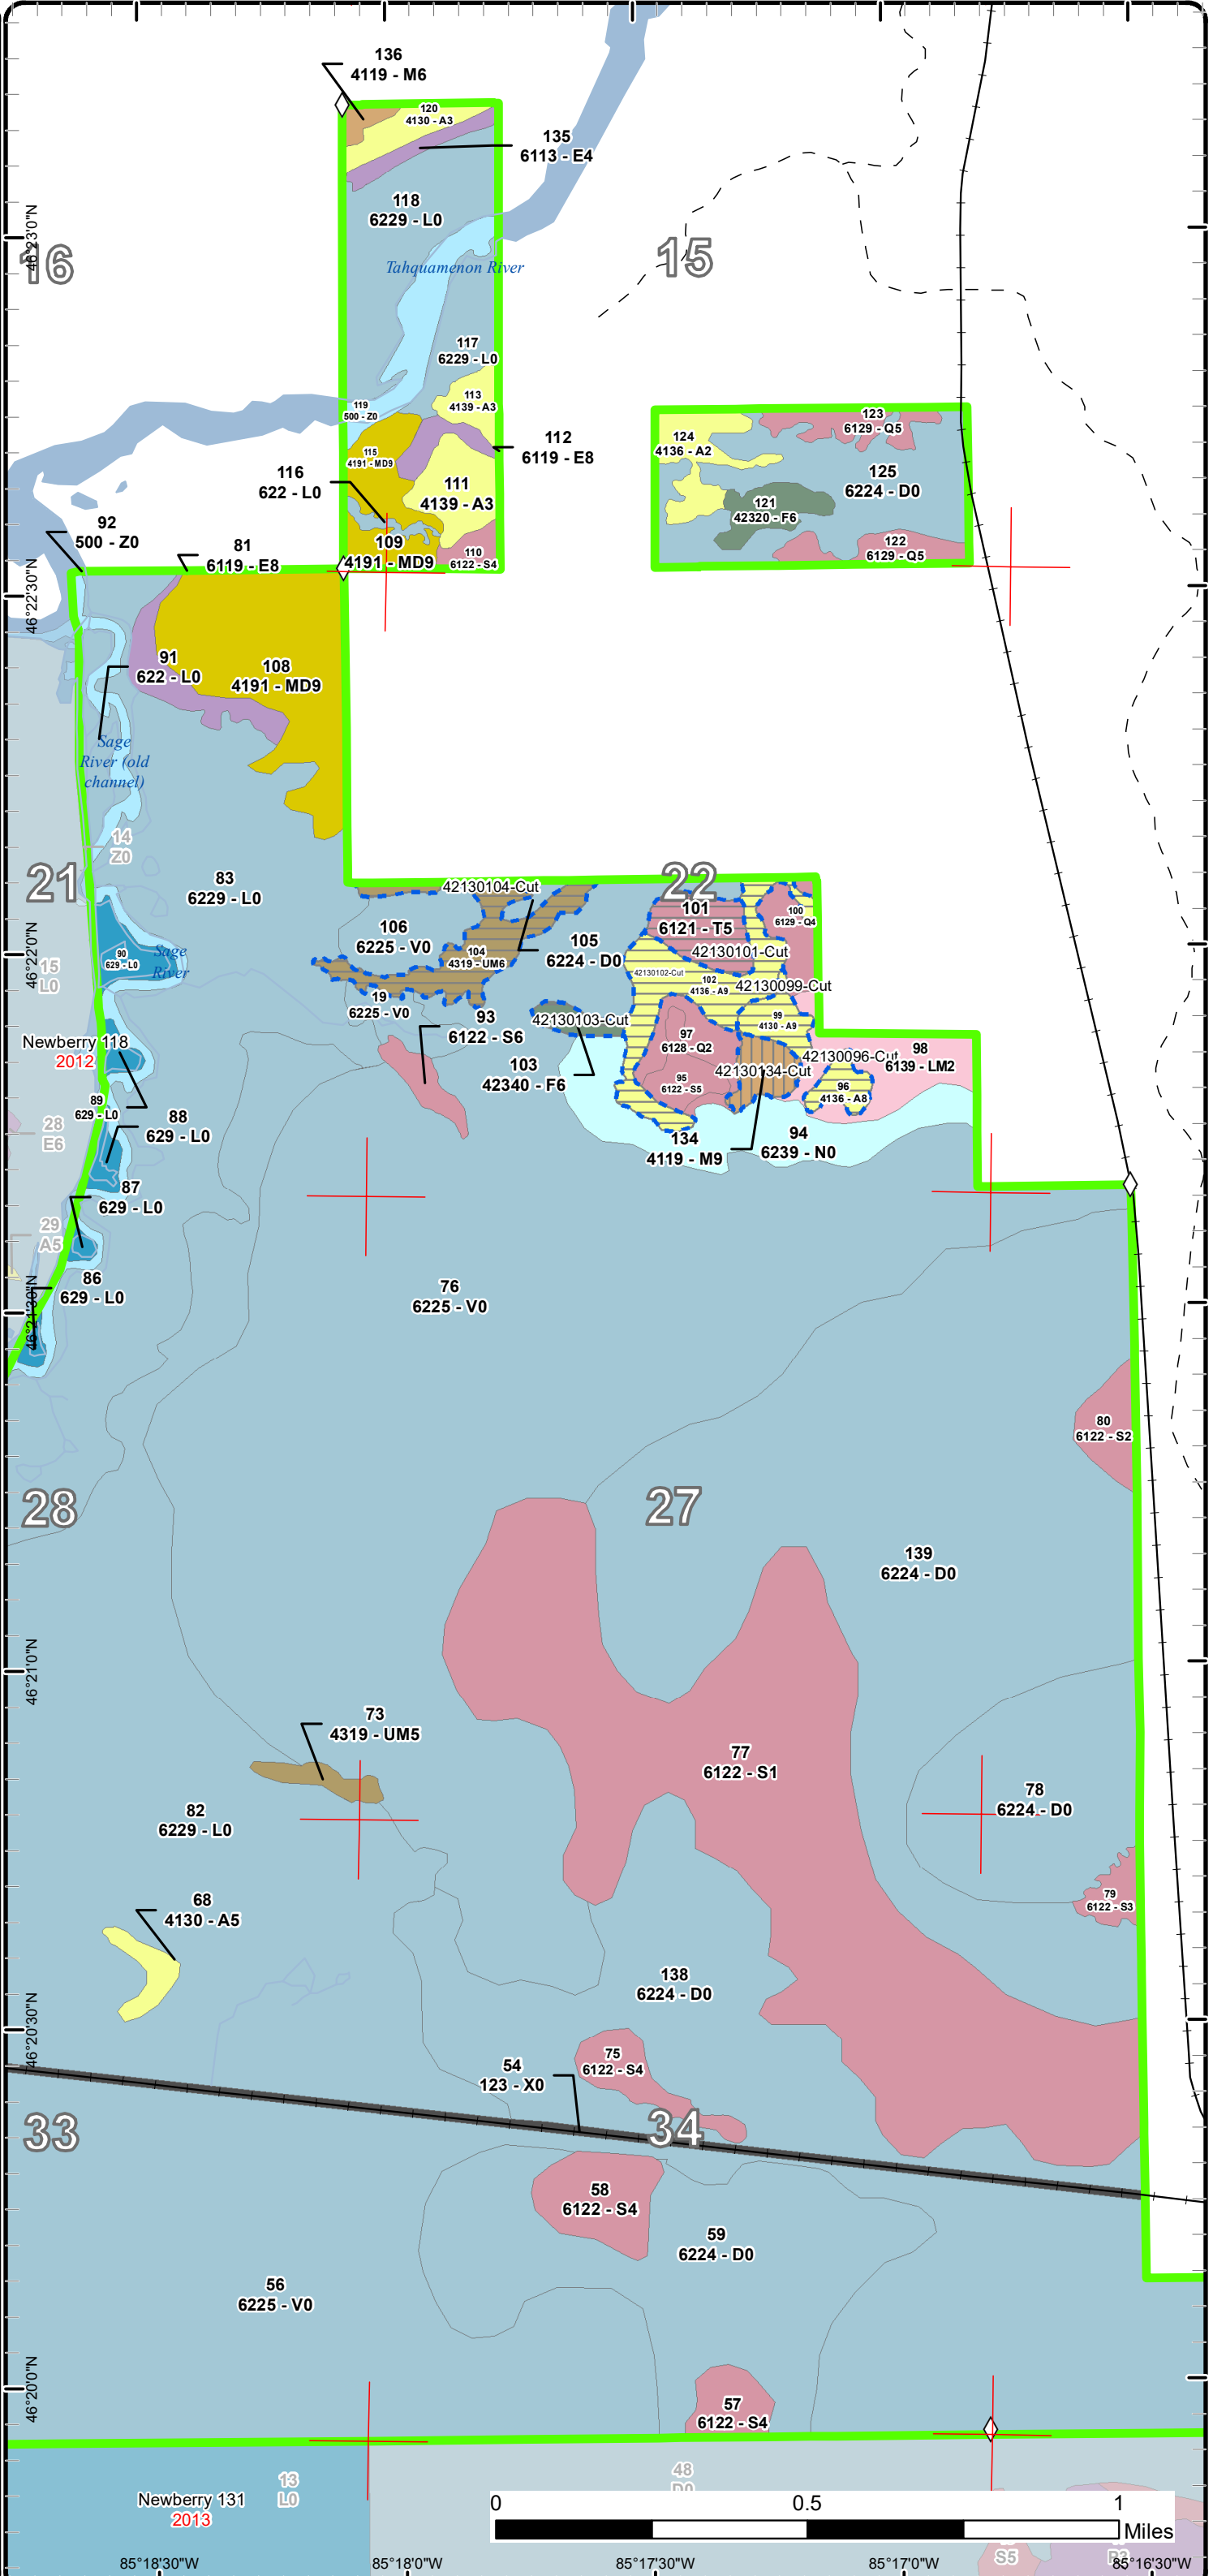 136
4119 - M6
120
4130 - A3
135
6113 - E4
118
6229 - L0
46°23'0"N
16
15
Tahquamenon River
117
6229 - L0
113
4139 - A3
119
500 - Z0
123
6129 - Q5
124
4136 - A2
112
6119 - E8
115
4191 - MD9
116
622 - L0
125
6224 - D0
111
4139 - A3
121
42320 - F6
92
500 - Z0
81
6119 - E8
109
4191 - MD9
110
6122 - S4
122
6129 - Q5
46°22'30"N
91
622 - L0
108
4191 - MD9
Sage
River (old
channel)
14
Z0
21
22
83
6229 - L0
42130104-Cut
101
6121 - T5
100
6129 - Q4
106
6225 - V0
105
6224 - D0
104
4319 - UM6
42130101-Cut
46°22'0"N
90
629 - L0
Sage
River
15
L0
42130102-Cut
102
4136 - A9
42130099-Cut
19
6225 - V0
93
6122 - S6
42130103-Cut
99
4130 - A9
97
6128 - Q2
98
6139 - LM2
42130096-Cut
Newberry 118
2012
103
42340 - F6
42130134-Cut
95
6122 - S5
96
4136 - A8
89
629 - L0
88
629 - L0
28
E6
134
4119 - M9
94
6239 - N0
87
629 - L0
29
A5
86
629 - L0
76
6225 - V0
46°21'30"N
80
6122 - S2
28
27
139
6224 - D0
46°21'0"N
73
4319 - UM5
77
6122 - S1
78
6224 - D0
82
6229 - L0
68
4130 - A5
79
6122 - S3
138
6224 - D0
46°20'30"N
54
123 - X0
75
6122 - S4
33
34
58
6122 - S4
59
6224 - D0
56
6225 - V0
46°20'0"N
57
6122 - S4
48
D0
13
L0
Newberry 131
2013
0
0.5
1
Miles
S5
85°18'30"W
85°18'0"W
85°17'30"W
85°17'0"W
85°16'30"W